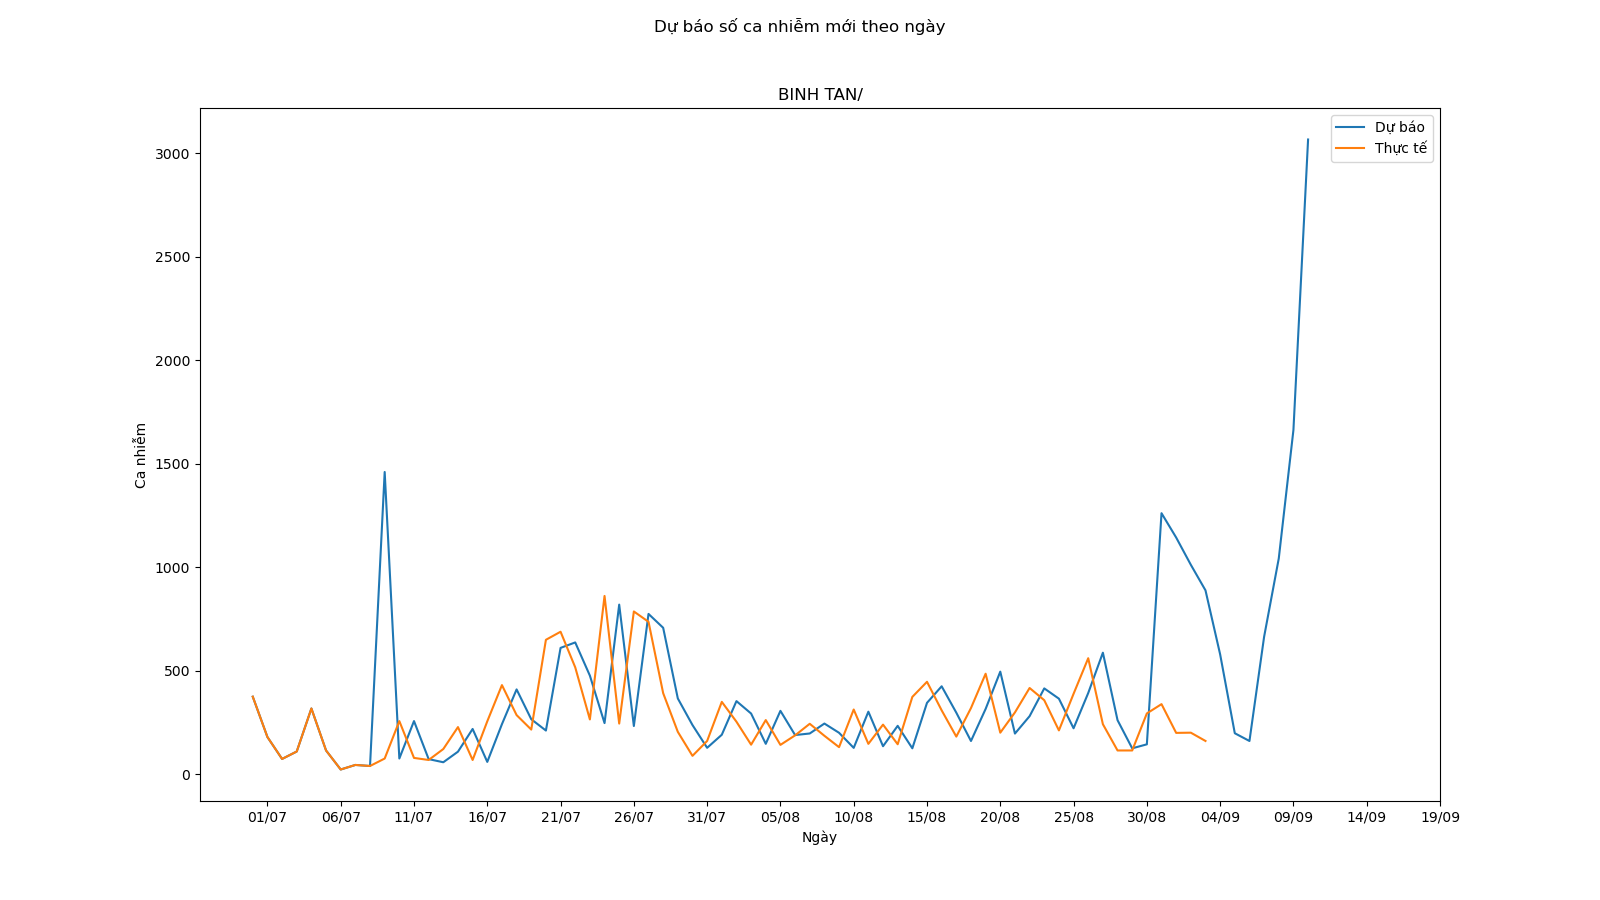 Dự báo số ca nhiễm mới theo ngày
BINH TAN/
Dự báo
Thực tế
3000
2500
2000
1500
1000
500
0
Ca nhiễm
01/07 06/07 11/07 16/07 21/07 26/07 31/07 05/08 10/08 15/08 20/08 25/08 30/08 04/09 09/09 14/09 19/09
Ngày